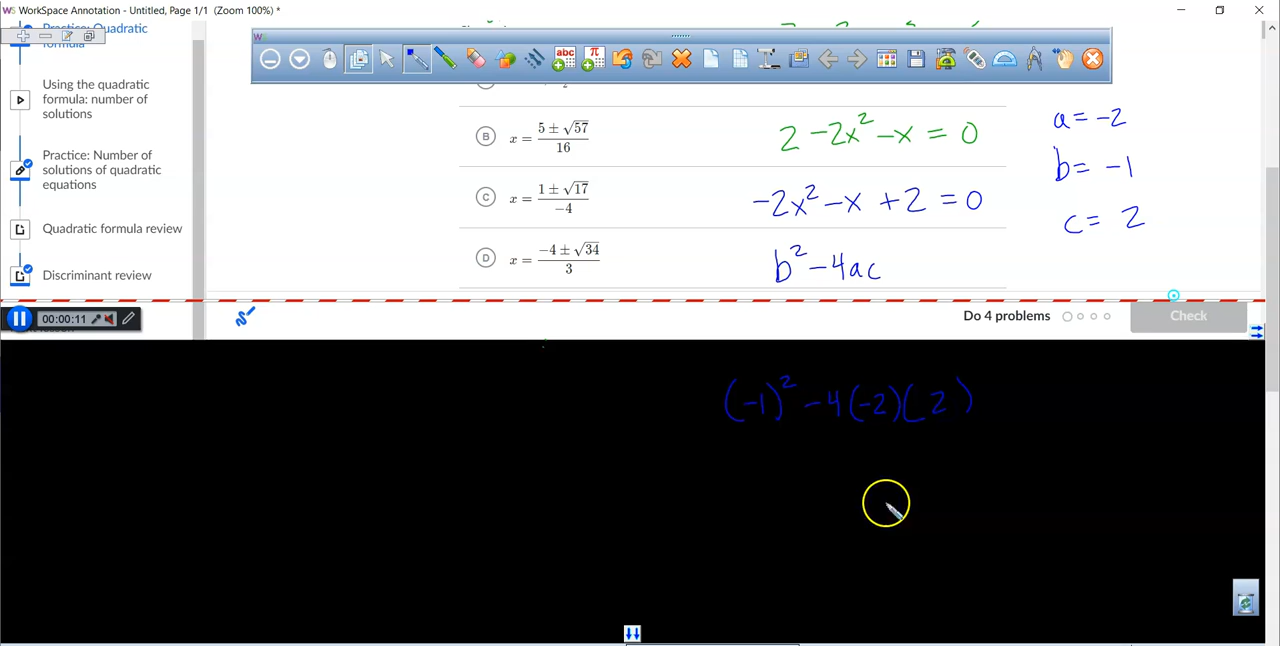 WorkSpace Annotation - Untitled, Page 1/1 (Zoom 100%) *
Practice: Quadratic
formula
Using the quadratic
formula: number of
solutions
Practice: Number of
solutions of quadratic
equations
Quadratic formula review
Discriminant review
B x = \frac{5 ± √57}{16}
C x = \frac{1 ± √17}{-4}
D x = \frac{-4 ± √34}{3}
2 - 2x² - x = 0
-2x² - x + 2 = 0
b² - 4ac
a = -2
b = -1
c = 2
00:00:11
Do 4 problems
Check
(-1)² - 4(-2)(2)